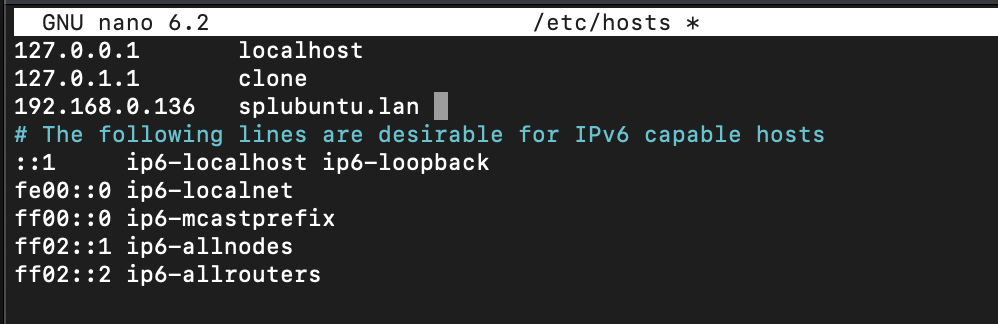 GNU nano 6.2 /etc/hosts *
127.0.0.1 localhost
127.0.1.1 clone
192.168.0.136 splubuntu.lan
# The following lines are desirable for IPv6 capable hosts
::1 ip6-localhost ip6-loopback
fe00::0 ip6-localnet
ff00::0 ip6-mcastprefix
ff02::1 ip6-allnodes
ff02::2 ip6-allrouters